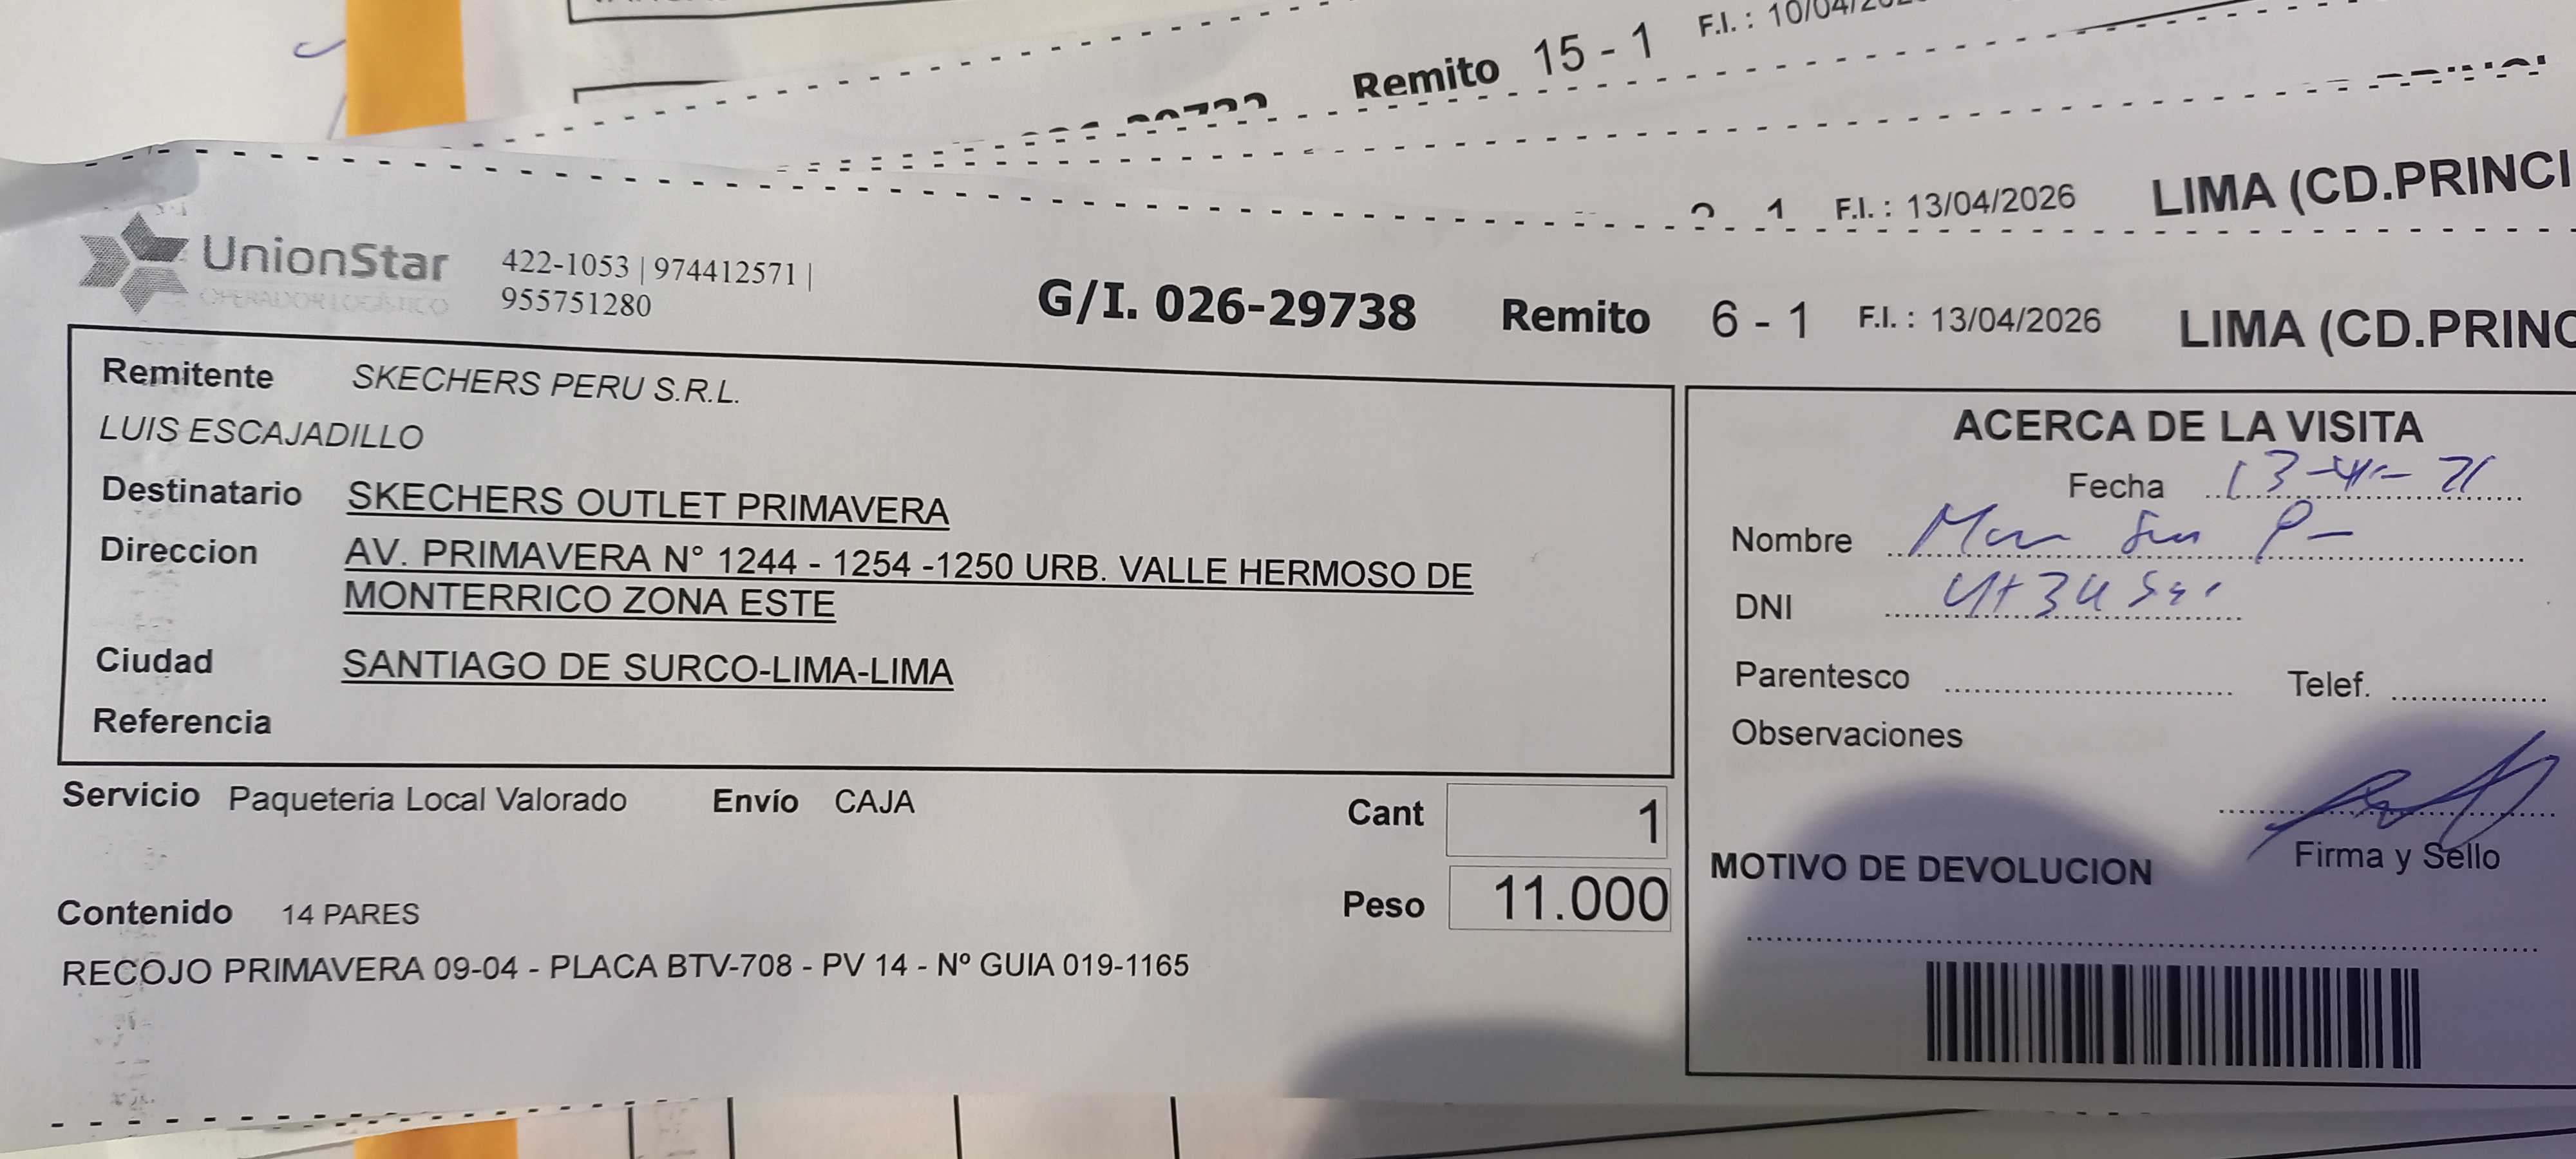 Remito 15 - 1 F.I. : 10/04/
F.I. : 13/04/2026 LIMA (CD.PRINCI
UnionStar
OPERADOR LOGÍSTICO
422-1053 | 974412571 |
955751280
G/I. 026-29738 Remito 6 - 1 F.I. : 13/04/2026 LIMA (CD.PRINC
Remitente SKECHERS PERU S.R.L.
LUIS ESCAJADILLO
Destinatario SKECHERS OUTLET PRIMAVERA
Direccion AV. PRIMAVERA N° 1244 - 1254 -1250 URB. VALLE HERMOSO DE
MONTERRICO ZONA ESTE
Ciudad SANTIAGO DE SURCO-LIMA-LIMA
Referencia
Servicio Paqueteria Local Valorado Envío CAJA
Cant 1
Peso 11.000
Contenido 14 PARES
RECOJO PRIMAVERA 09-04 - PLACA BTV-708 - PV 14 - Nº GUIA 019-1165
ACERCA DE LA VISITA
Fecha
Nombre
DNI
Parentesco Telef.
Observaciones
Firma y Sello
MOTIVO DE DEVOLUCION